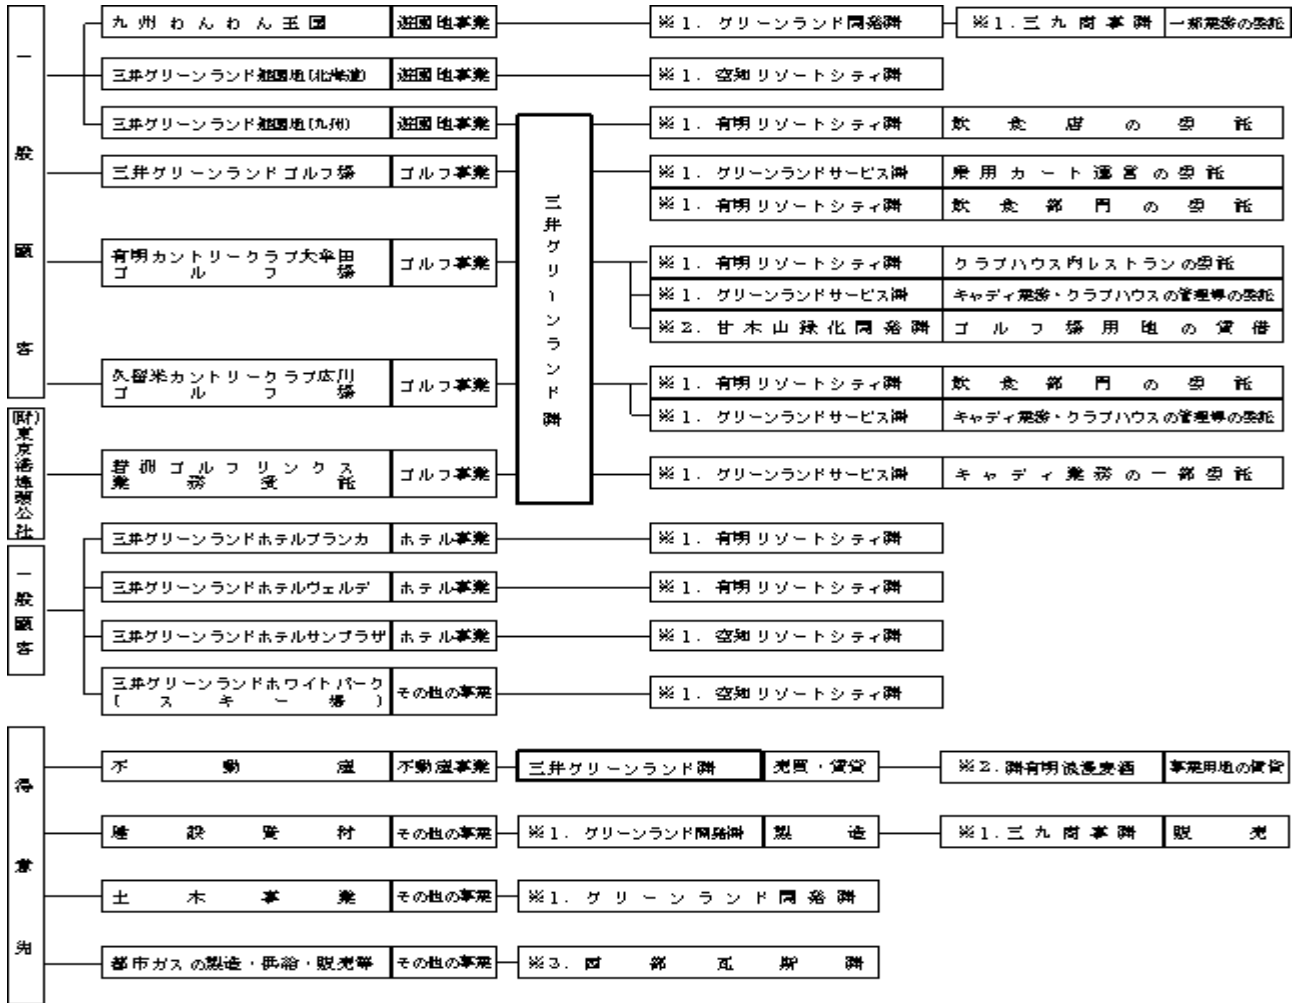 一般顧客
九州わんわん王国 遊園地事業 ※1. グリーンランド開発㈱ ※1.三九商事㈱ 一部業務の委託
三井グリーンランド遊園地(北海道) 遊園地事業 ※1. 空知リゾートシティ㈱
三井グリーンランド遊園地(九州) 遊園地事業 三井グリーンランド㈱ ※1. 有明リゾートシティ㈱ 飲食店の委託
三井グリーンランドゴルフ場 ゴルフ事業 ※1. グリーンランドサービス㈱ 乗用カート運営の委託
※1. 有明リゾートシティ㈱ 飲食部門の委託
有明カントリークラブ大牟田
ゴルフ場 ゴルフ事業 ※1. 有明リゾートシティ㈱ クラブハウス内レストランの委託
※1. グリーンランドサービス㈱ キャディ業務・クラブハウスの管理等の委託
※2. 甘木山緑化開発㈱ ゴルフ場用地の賃借
久留米カントリークラブ広川
ゴルフ場 ゴルフ事業 ※1. 有明リゾートシティ㈱ 飲食部門の委託
※1. グリーンランドサービス㈱ キャディ業務・クラブハウスの管理等の委託
(財)東京港埠頭公社
若洲ゴルフリンクス
業務受託 ゴルフ事業 ※1. グリーンランドサービス㈱ キャディ業務の一部委託
一般顧客
三井グリーンランドホテルブランカ ホテル事業 ※1. 有明リゾートシティ㈱
三井グリーンランドホテルヴェルデ ホテル事業 ※1. 有明リゾートシティ㈱
三井グリーンランドホテルサンプラザ ホテル事業 ※1. 空知リゾートシティ㈱
三井グリーンランドホワイトパーク
(スキー場) その他の事業 ※1. 空知リゾートシティ㈱
得意先
不動産 不動産事業 三井グリーンランド㈱ 売買・賃貸 ※2.㈱有明浪漫麦酒 事業用地の賃貸
建設資材 その他の事業 ※1. グリーンランド開発㈱ 製造 ※1.三九商事㈱ 販売
土木事業 その他の事業 ※1. グリーンランド開発㈱
都市ガスの製造・供給・販売等 その他の事業 ※3. 西部瓦斯㈱